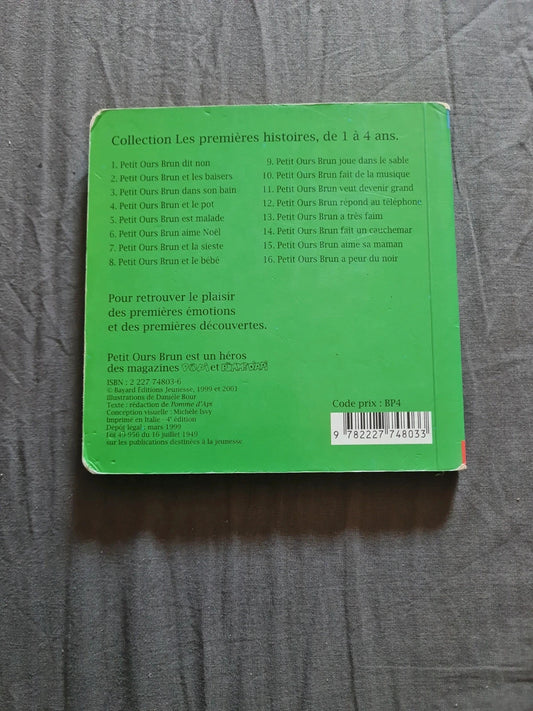 Collection Les premières histoires, de 1 à 4 ans.
1. Petit Ours Brun dit non
2. Petit Ours Brun et les baisers
3. Petit Ours Brun dans son bain
4. Petit Ours Brun et le pot
5. Petit Ours Brun est malade
6. Petit Ours Brun aime Noël
7. Petit Ours Brun et la sieste
8. Petit Ours Brun et le bébé
9. Petit Ours Brun joue dans le sable
10. Petit Ours Brun fait de la musique
11. Petit Ours Brun veut devenir grand
12. Petit Ours Brun répond au téléphone
13. Petit Ours Brun a très faim
14. Petit Ours Brun fait un cauchemar
15. Petit Ours Brun aime sa maman
16. Petit Ours Brun a peur du noir
Pour retrouver le plaisir
des premières émotions
et des premières découvertes.
Petit Ours Brun est un héros
des magazines et
ISBN : 2 227 74803-6
© Bayard Éditions Jeunesse, 1999 et 2001
Illustrations de Danièle Bour
Texte : rédaction de Pomme d'Api
Conception visuelle : Michèle Isvy
Imprimé en Italie - 4e édition
Dépôt légal : mars 1999
Loi 49-956 du 16 juillet 1949
sur les publications destinées à la jeunesse.
Code prix : BP4
9 782227 748033